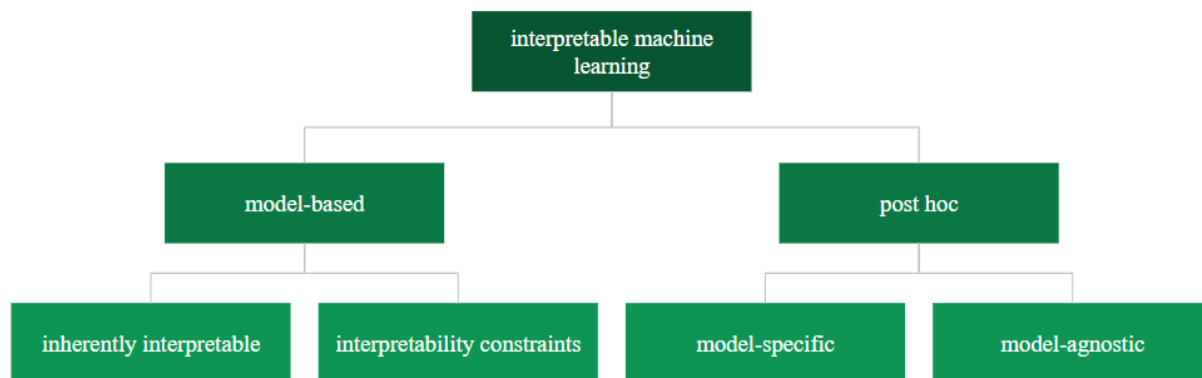 interpretable machine
learning
model-based
post hoc
inherently interpretable
interpretability constraints
model-specific
model-agnostic